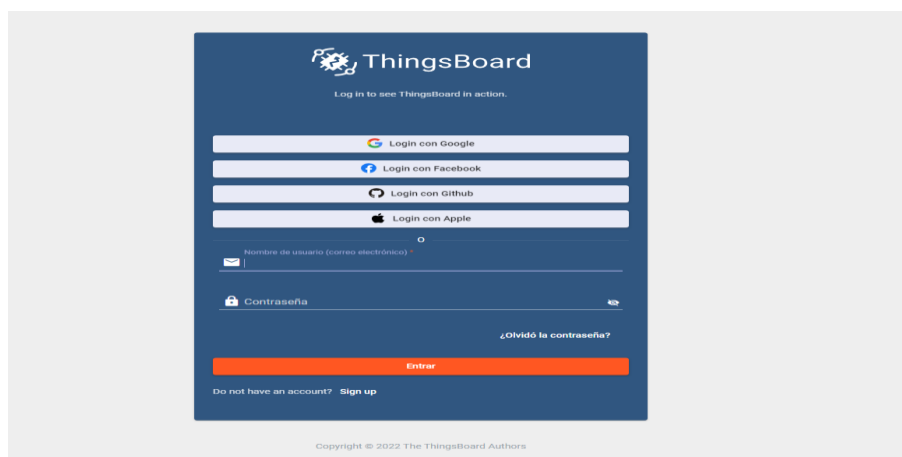 ThingsBoard
Log in to see ThingsBoard in action.
Login con Google
Login con Facebook
Login con Github
Login con Apple
O
Nombre de usuario (correo electrónico) *
Contraseña
¿Olvidó la contraseña?
Entrar
Do not have an account? Sign up
Copyright © 2022 The ThingsBoard Authors